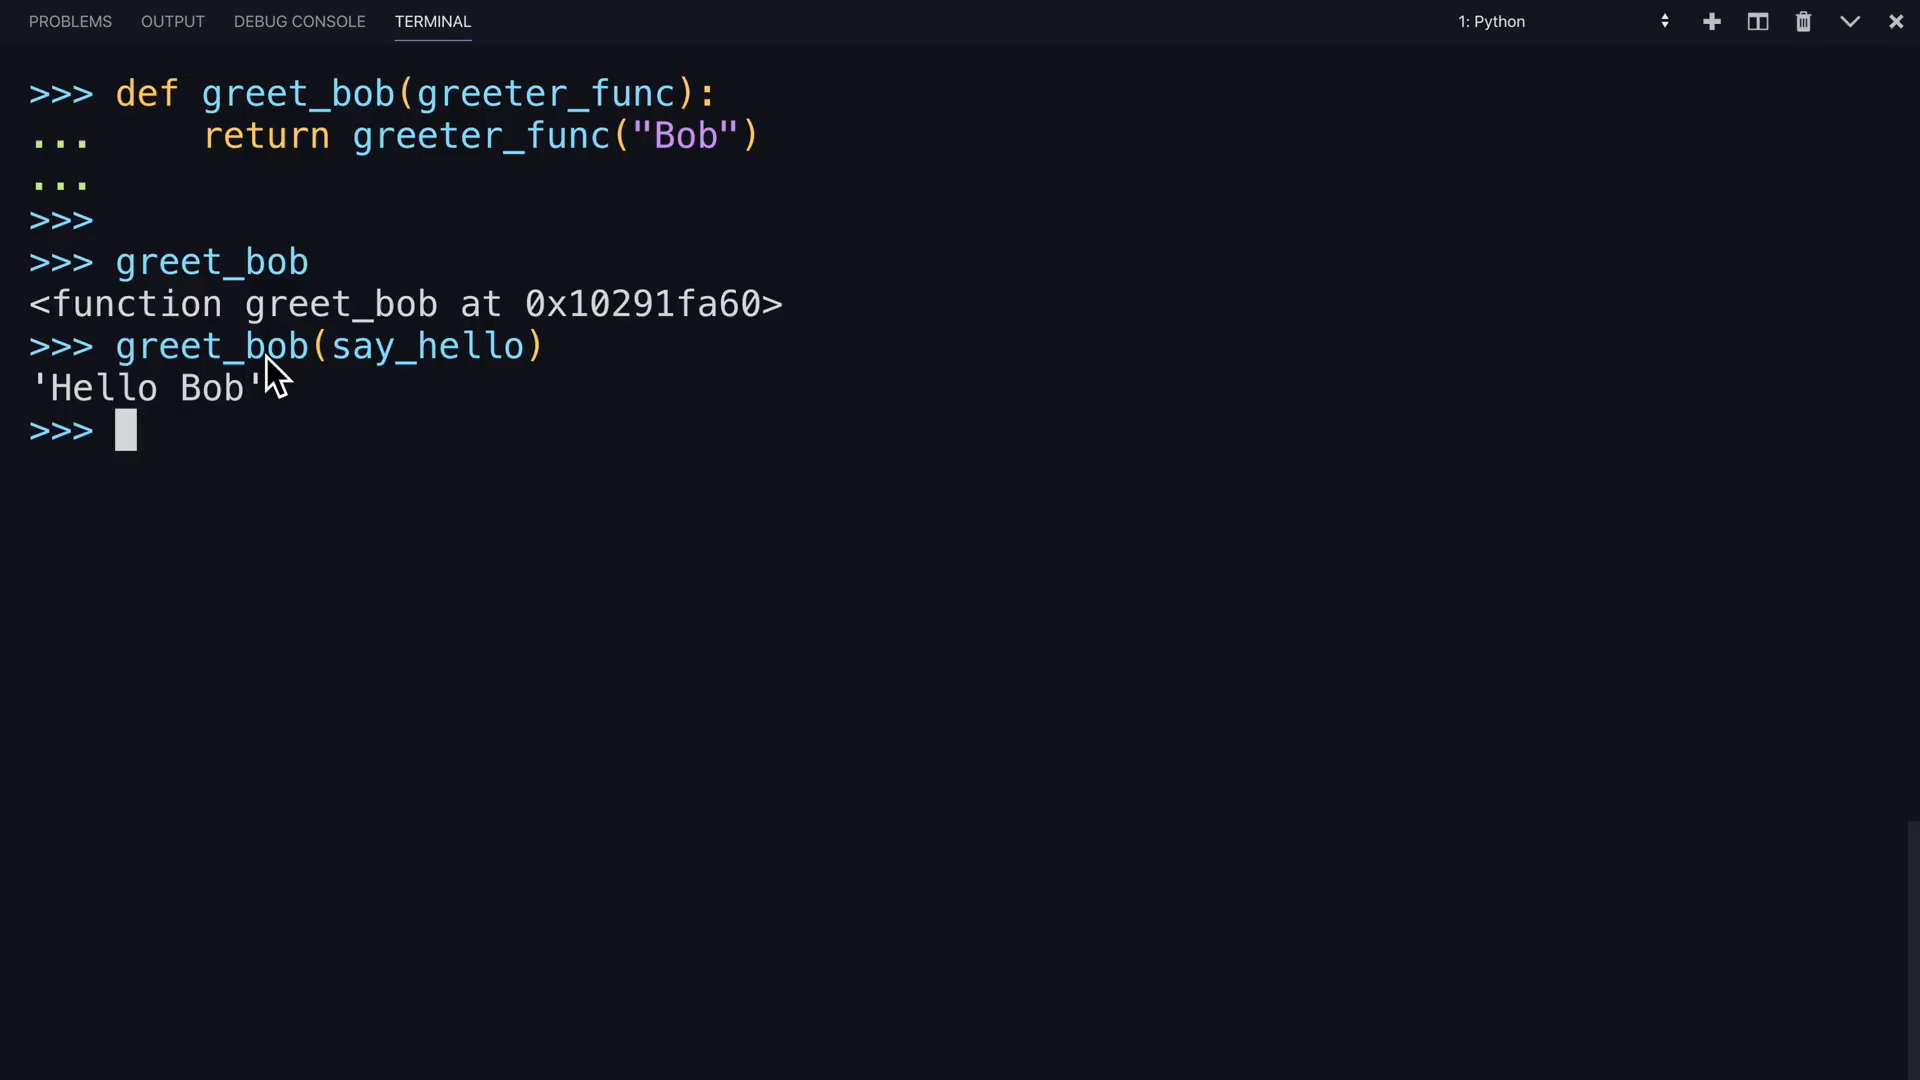 PROBLEMS OUTPUT DEBUG CONSOLE TERMINAL 1: Python
>>> def greet_bob(greeter_func):
...     return greeter_func("Bob")
...
>>>
>>> greet_bob
<function greet_bob at 0x10291fa60>
>>> greet_bob(say_hello)
'Hello Bob'
>>>